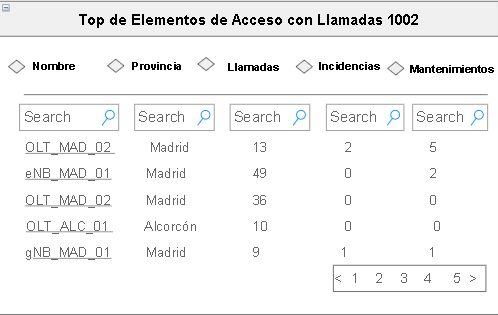 Top de Elementos de Acceso con Llamadas 1002
Nombre Provincia Llamadas Incidencias Mantenimientos
Search Search Search Search Search
OLT_MAD_02 Madrid 13 2 5
eNB_MAD_01 Madrid 49 0 2
OLT_MAD_02 Madrid 36 0 0
OLT_ALC_01 Alcorcón 10 0 0
gNB_MAD_01 Madrid 9 1 1
< 1 2 3 4 5 >